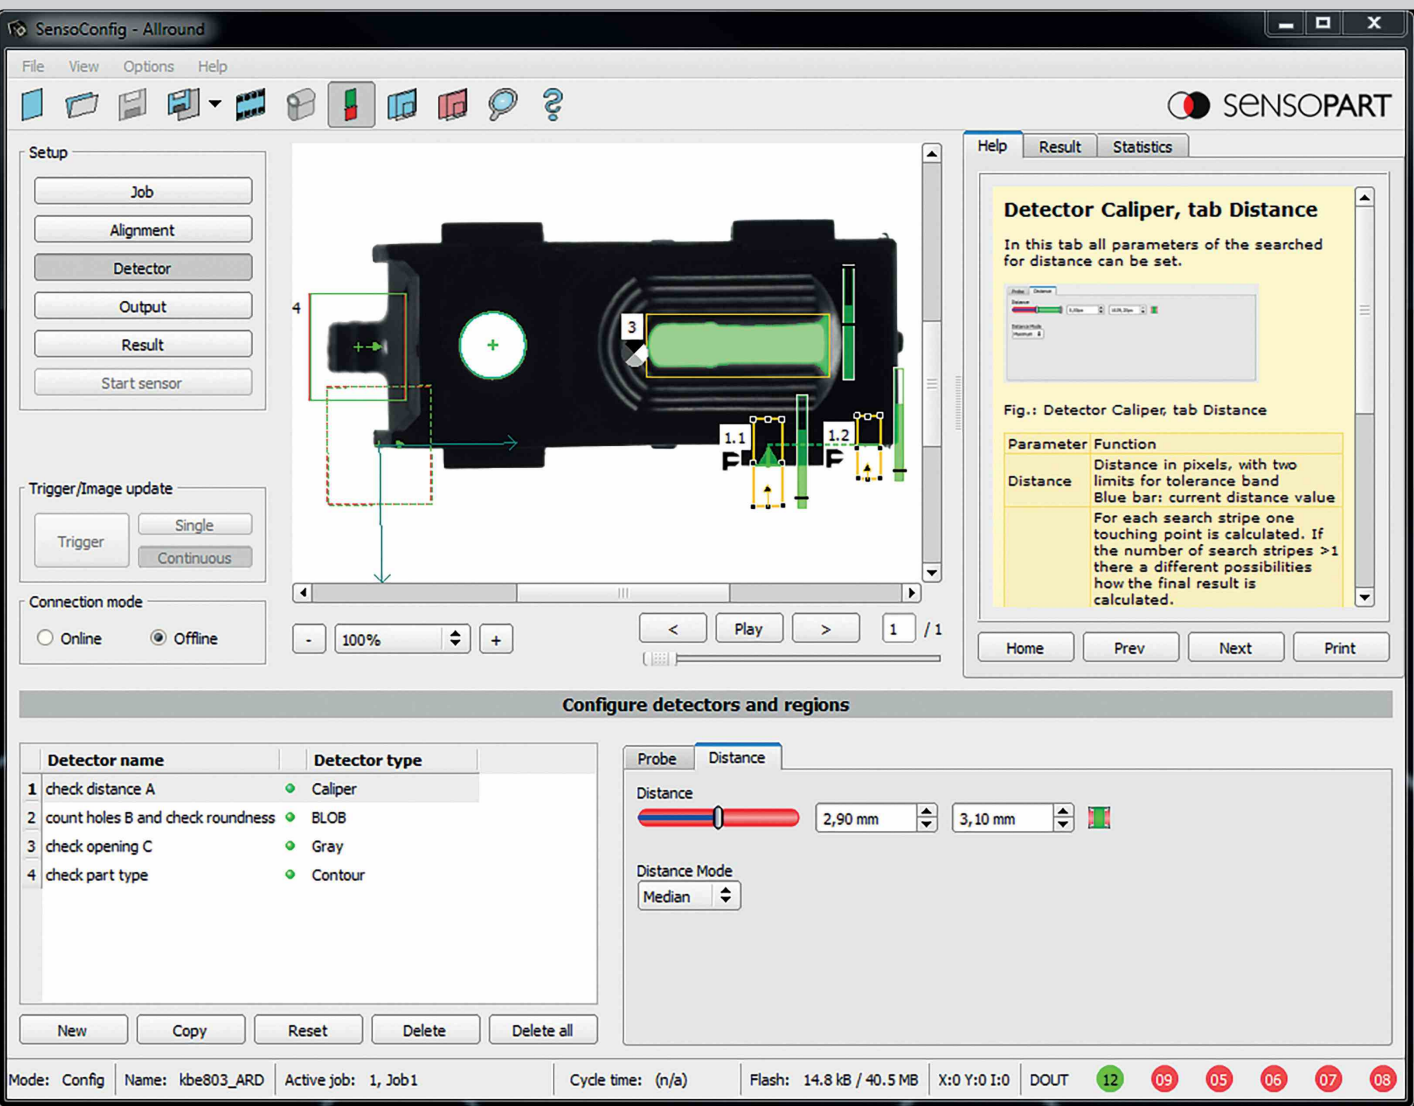 SensoConfig - Allround
File View Options Help
SENSOPART
Setup
Job
Alignment
Detector
Output
Result
Start sensor
Trigger/Image update
Trigger
Single
Continuous
Connection mode
Online Offline
4
3
1.1
1.2
- 100% +
< Play > 1 / 1
Help Result Statistics
Detector Caliper, tab Distance
In this tab all parameters of the searched
for distance can be set.
Probe Distance
Distance
Distance Mode
Maximum
Fig.: Detector Caliper, tab Distance
Parameter Function
Distance
Distance in pixels, with two
limits for tolerance band
Blue bar: current distance value
For each search stripe one
touching point is calculated. If
the number of search stripes >1
there a different possibilities
how the final result is
calculated.
Home Prev Next Print
Configure detectors and regions
Detector name Detector type
1 check distance A Caliper
2 count holes B and check roundness BLOB
3 check opening C Gray
4 check part type Contour
New Copy Reset Delete Delete all
Probe Distance
Distance
2,90 mm 3,10 mm
Distance Mode
Median
Mode: Config Name: kbe803_ARD Active job: 1, Job1 Cycle time: (n/a) Flash: 14.8 kB / 40.5 MB X:0 Y:0 I:0 DOUT 12 09 05 06 07 08